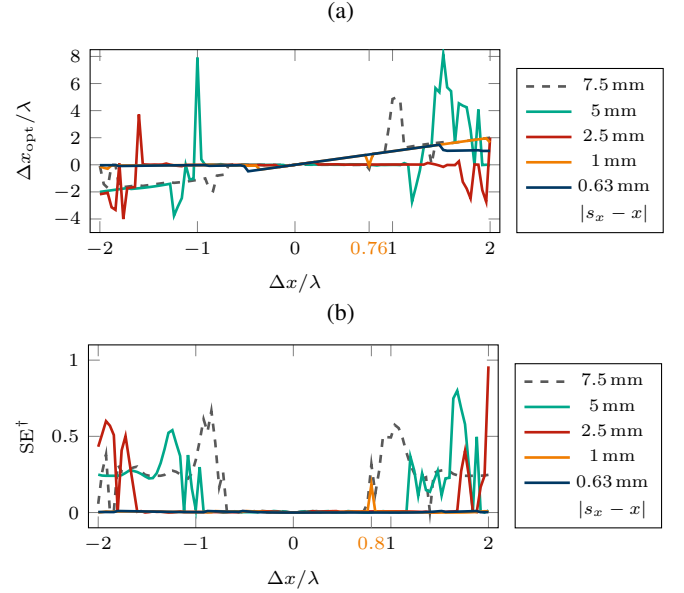 (a)
Δx_opt/λ
8
6
4
2
0
−2
−4
−2
−1
0
0.76
1
2
Δx/λ
7.5 mm
5 mm
2.5 mm
1 mm
0.63 mm
|s_x − x|
(b)
SE†
1
0.5
0
−2
−1
0
0.8
1
2
Δx/λ
7.5 mm
5 mm
2.5 mm
1 mm
0.63 mm
|s_x − x|